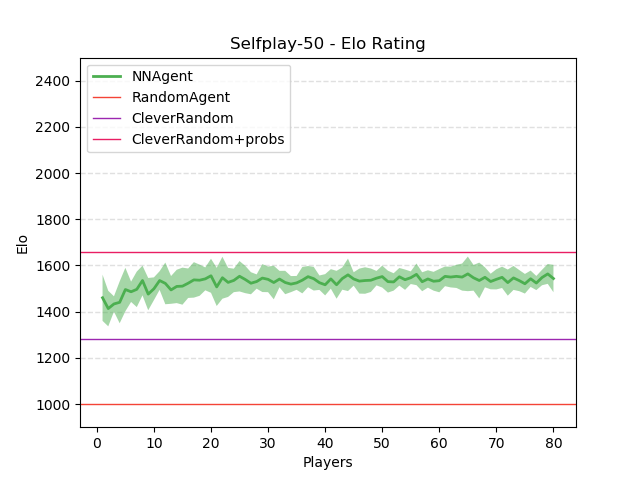 Selfplay-50 - Elo Rating
NNAgent
RandomAgent
CleverRandom
CleverRandom+probs
Elo
2400
2200
2000
1800
1600
1400
1200
1000
0 10 20 30 40 50 60 70 80
Players